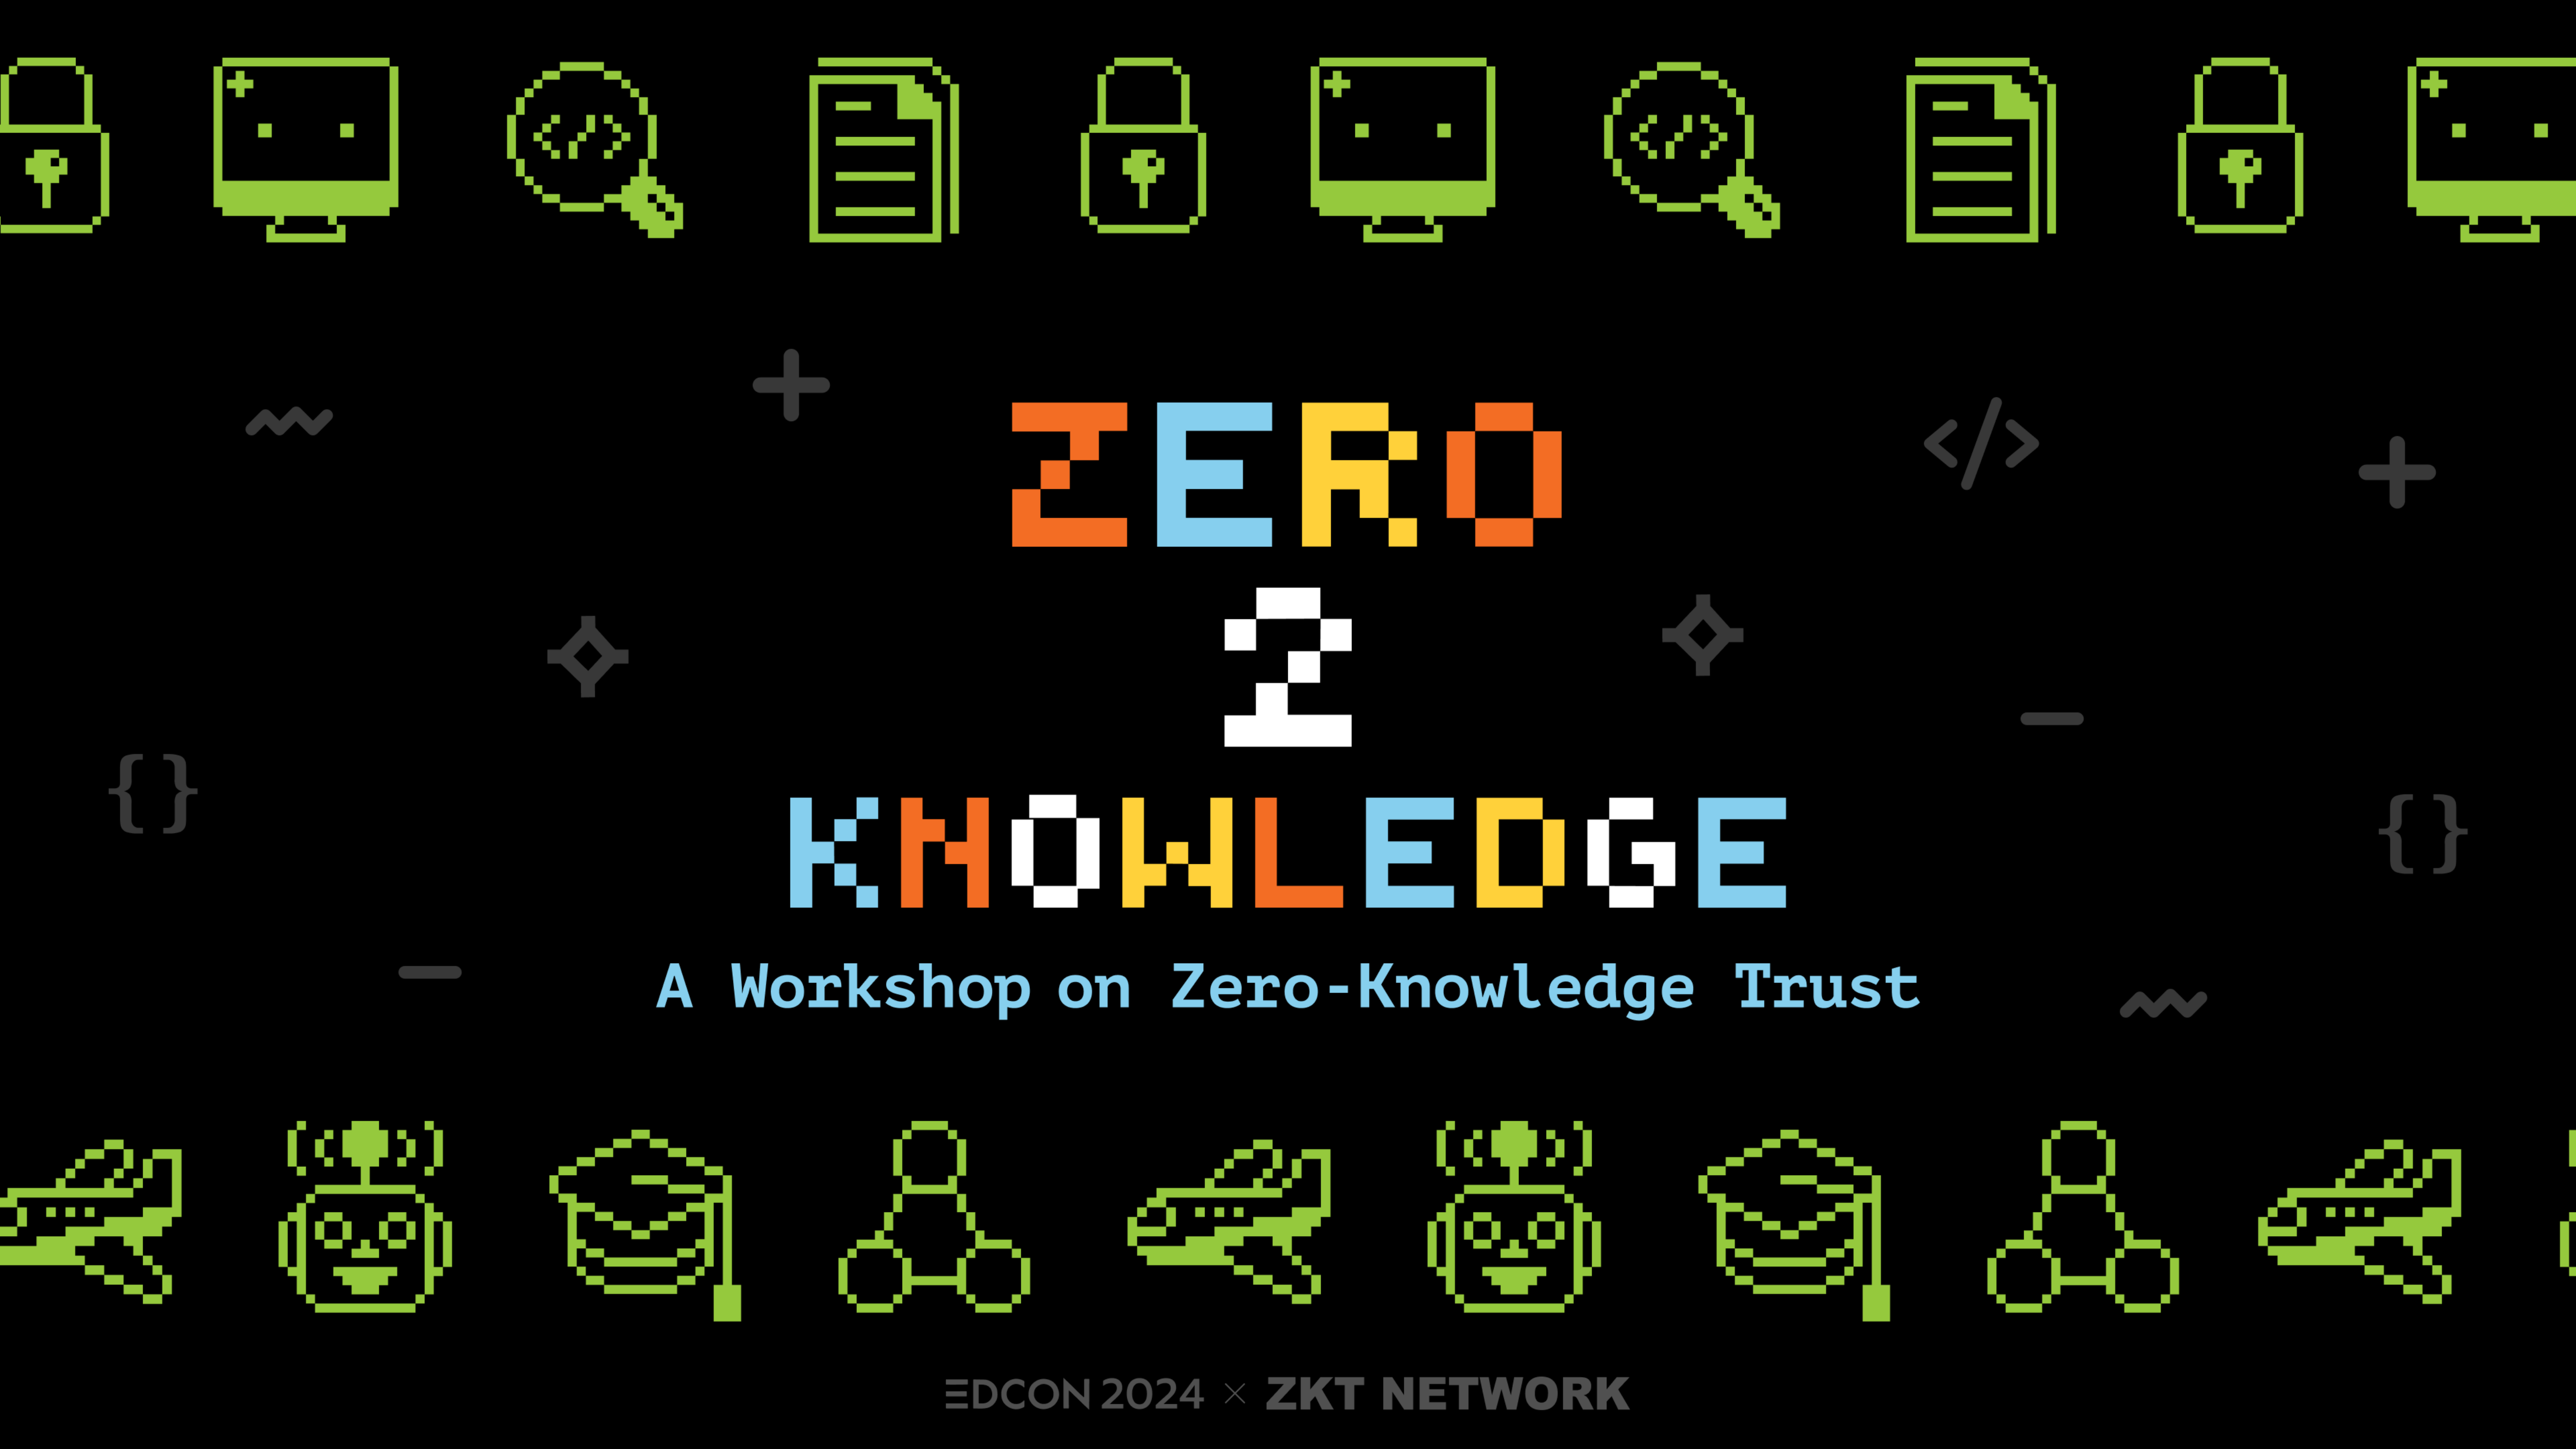 ZERO
2
KNOWLEDGE
A Workshop on Zero-Knowledge Trust
EDCON 2024 × ZKT NETWORK